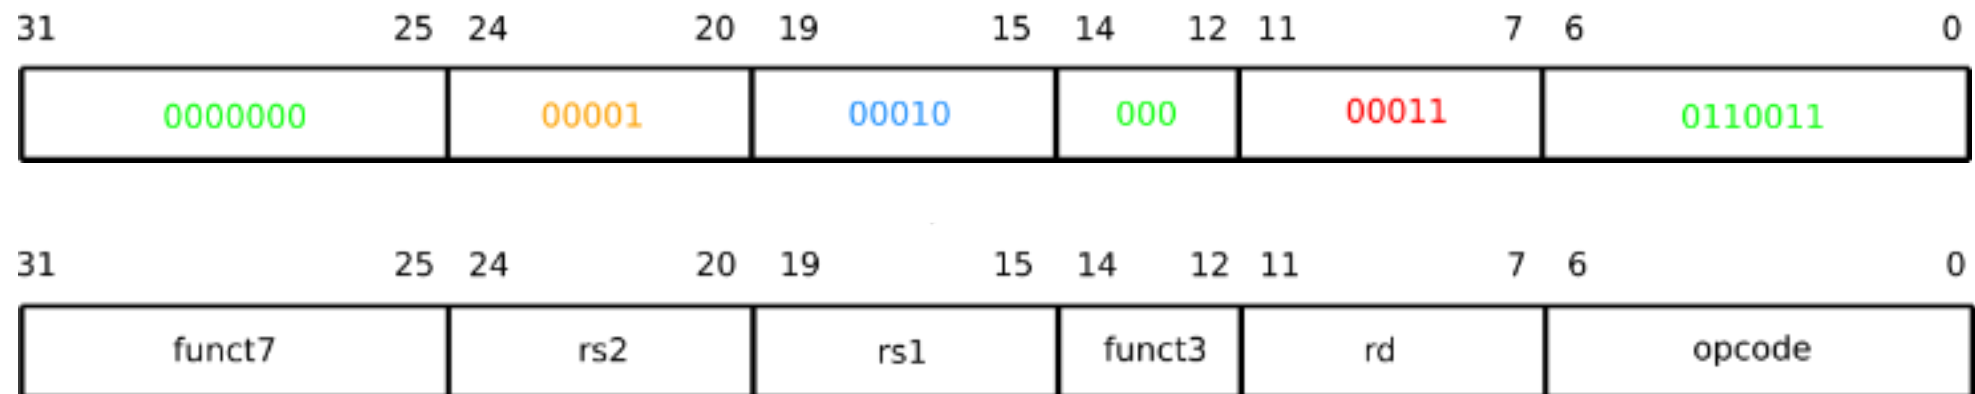 31 25 24 20 19 15 14 12 11 7 6 0
0000000 00001 00010 000 00011 0110011
31 25 24 20 19 15 14 12 11 7 6 0
funct7 rs2 rs1 funct3 rd opcode